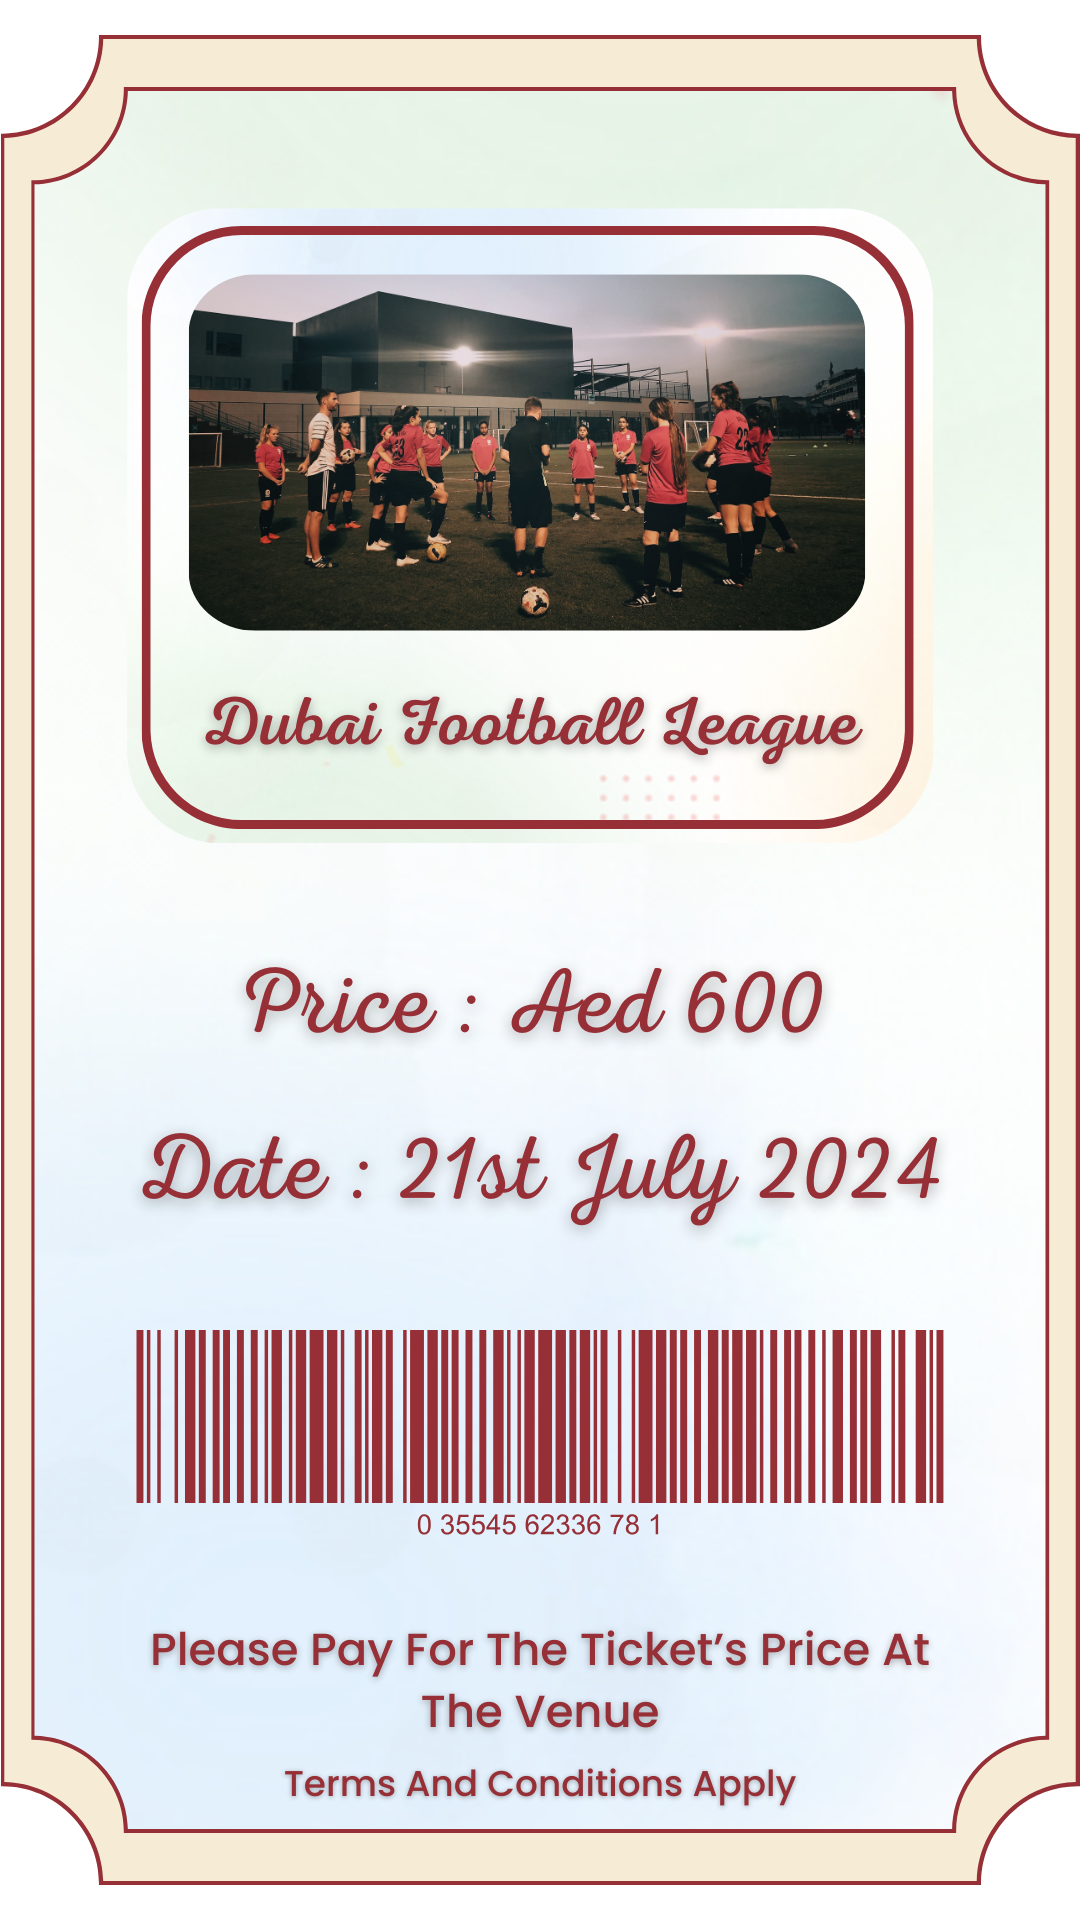 Dubai Football League
Price : Aed 600
Date : 21st July 2024
0 35545 62336 78 1
Please Pay For The Ticket’s Price At
The Venue
Terms And Conditions Apply